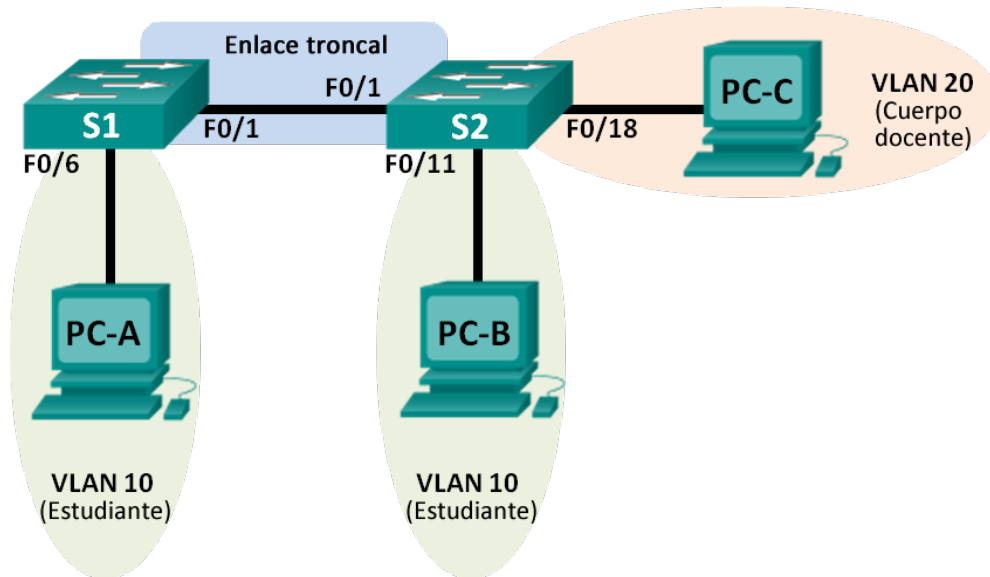 Enlace troncal
F0/1
S1
F0/1
S2
F0/18
PC-C
VLAN 20
(Cuerpo
docente)
F0/6
F0/11
PC-A
PC-B
VLAN 10
(Estudiante)
VLAN 10
(Estudiante)